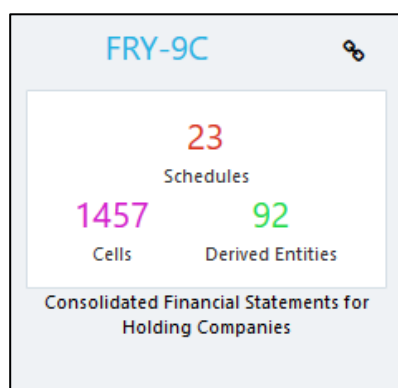 FRY-9C
23
Schedules
1457
92
Cells
Derived Entities
Consolidated Financial Statements for
Holding Companies